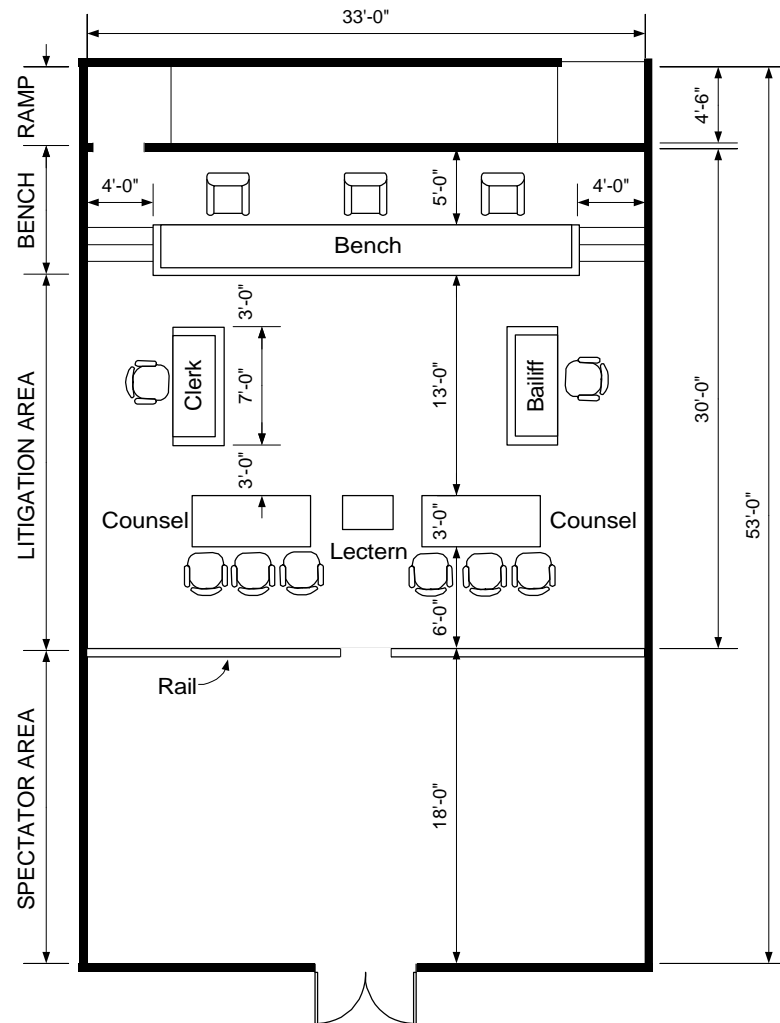 33'-0"
RAMP
4'-6"
BENCH
4'-0"
5'-0"
4'-0"
Bench
3'-0"
Clerk
7'-0"
13'-0"
Bailiff
30'-0"
LITIGATION AREA
3'-0"
Counsel
Lectern
3'-0"
Counsel
53'-0"
6'-0"
Rail
SPECTATOR AREA
18'-0"